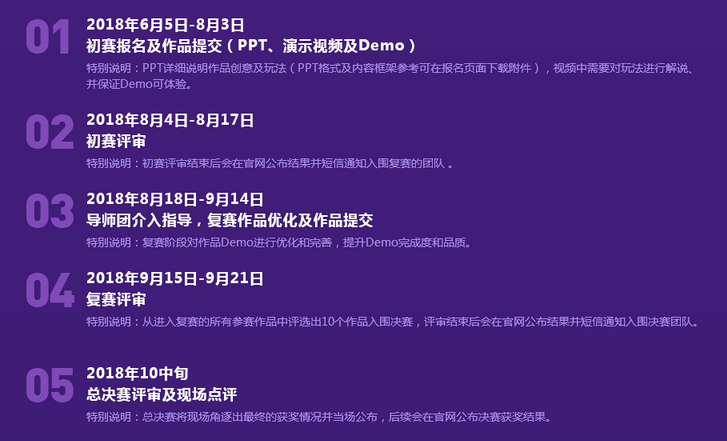 01
2018年6月5日-8月3日
初赛报名及作品提交（PPT、演示视频及Demo）
特别说明：PPT详细说明作品创意及玩法（PPT格式及内容框架参考可在报名页面下载附件），视频中需要对玩法进行解说、
并保证Demo可体验。
02
2018年8月4日-8月17日
初赛评审
特别说明：初赛评审结束后会在官网公布结果并短信通知入围复赛的团队 。
03
2018年8月18日-9月14日
导师团介入指导，复赛作品优化及作品提交
特别说明：复赛阶段对作品Demo进行优化和完善，提升Demo完成度和品质。
04
2018年9月15日-9月21日
复赛评审
特别说明：从进入复赛的所有参赛作品中评选出10个作品入围决赛，评审结束后会在官网公布结果并短信通知入围决赛团队。
05
2018年10中旬
总决赛评审及现场点评
特别说明：总决赛将现场角逐出最终的获奖情况并当场公布，后续会在官网公布决赛获奖结果。